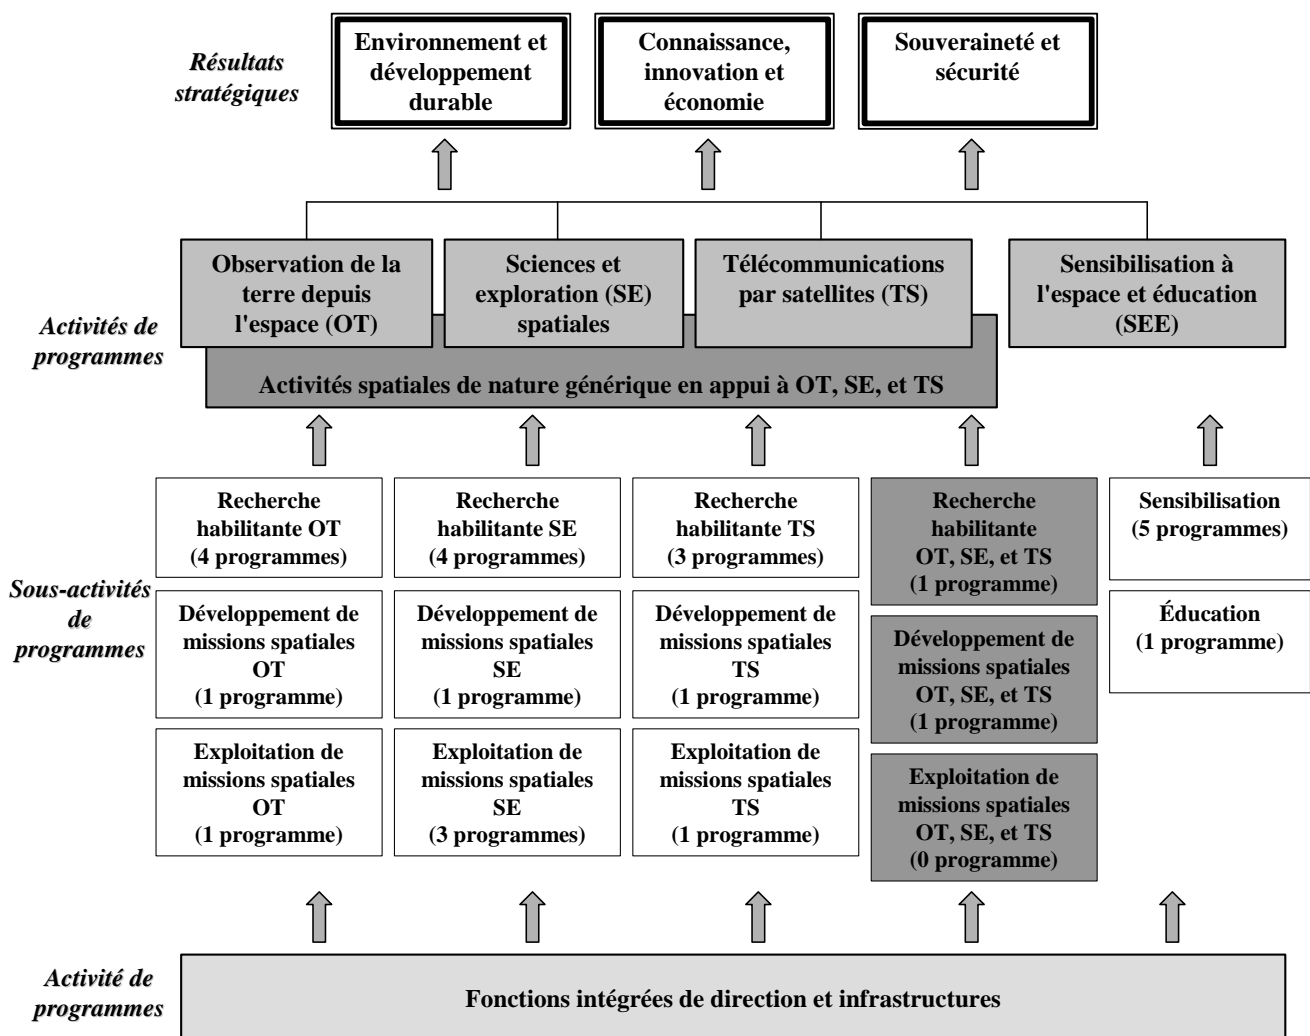 Résultats
stratégiques
Environnement et
développement
durable
Connaissance,
innovation et
économie
Souveraineté et
sécurité
Activités de
programmes
Observation de la
terre depuis
l'espace (OT)
Sciences et
exploration (SE)
spatiales
Télécommunications
par satellites (TS)
Sensibilisation à
l'espace et éducation
(SEE)
Activités spatiales de nature générique en appui à OT, SE, et TS
Sous-activités
de
programmes
Recherche
habilitante OT
(4 programmes)
Recherche
habilitante SE
(4 programmes)
Recherche
habilitante TS
(3 programmes)
Recherche
habilitante
OT, SE, et TS
(1 programme)
Sensibilisation
(5 programmes)
Développement de
missions spatiales
OT
(1 programme)
Développement de
missions spatiales
SE
(1 programme)
Développement de
missions spatiales
TS
(1 programme)
Développement de
missions spatiales
OT, SE, et TS
(1 programme)
Éducation
(1 programme)
Exploitation de
missions spatiales
OT
(1 programme)
Exploitation de
missions spatiales
SE
(3 programmes)
Exploitation de
missions spatiales
TS
(1 programme)
Exploitation de
missions spatiales
OT, SE, et TS
(0 programme)
Activité de
programmes
Fonctions intégrées de direction et infrastructures